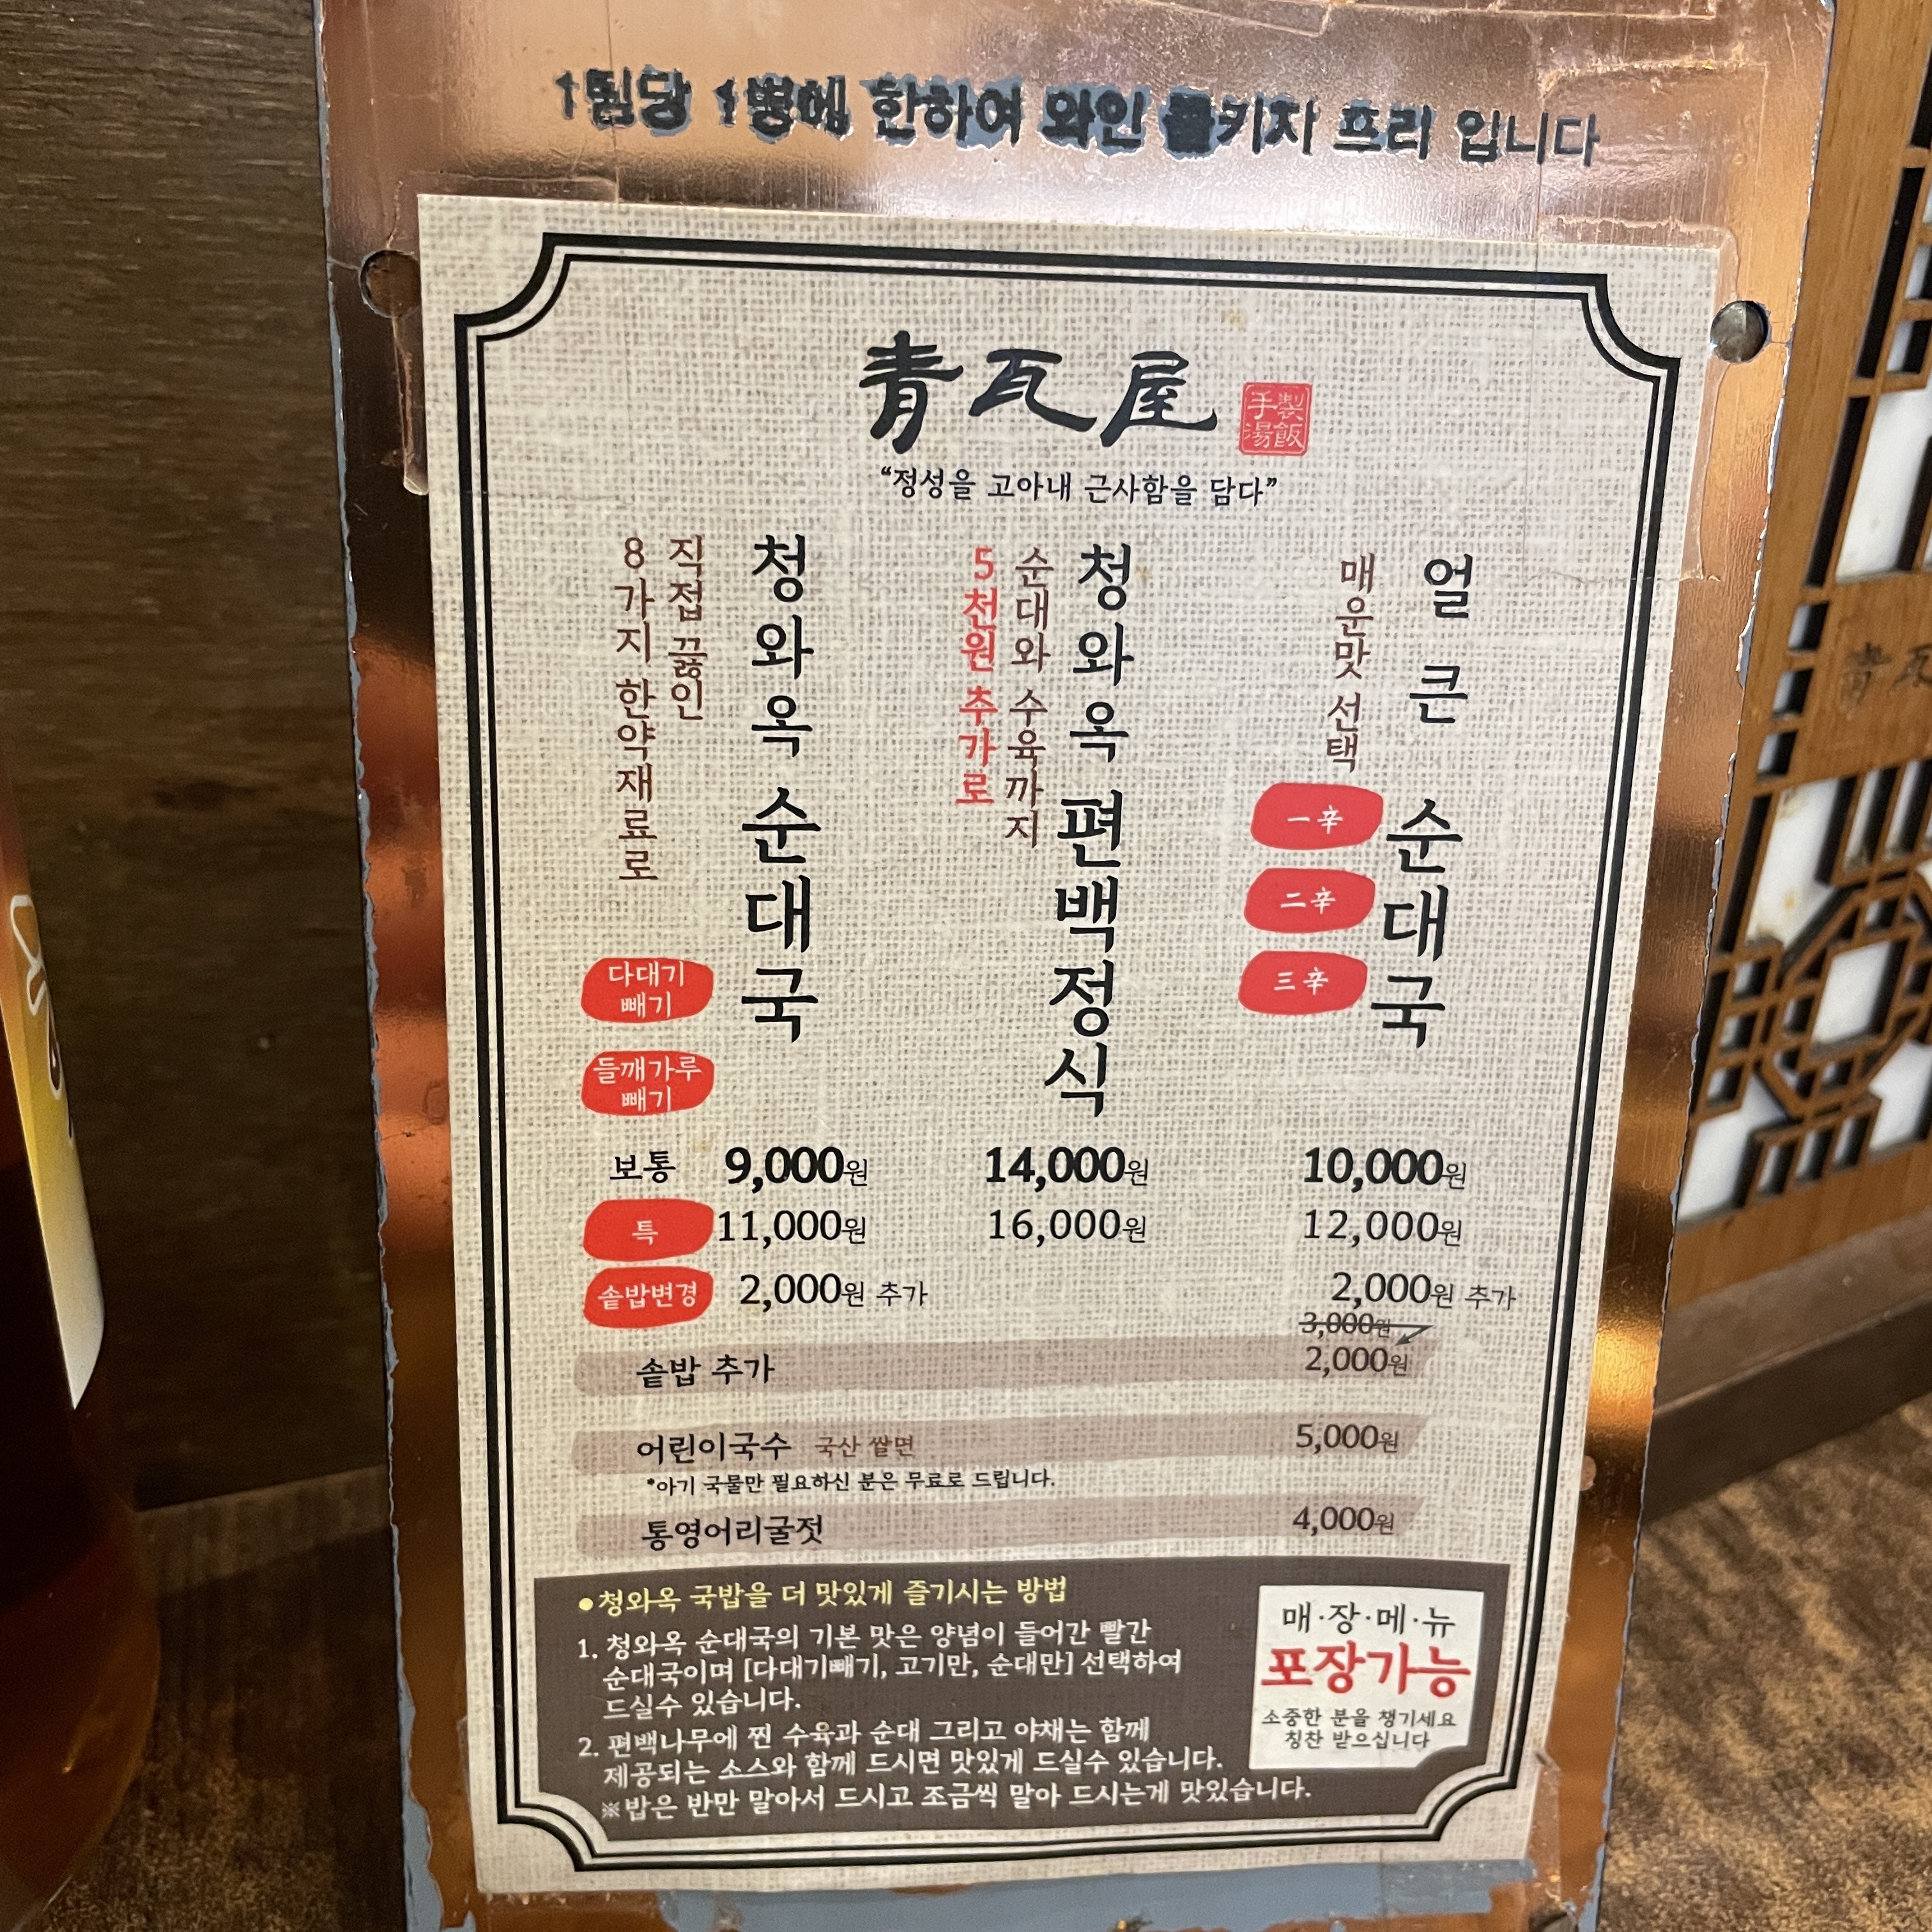 1팀당 1병에 한하여 와인 콜키지 프리 입니다
青瓦屋
手製
湯飯
“정성을 고아내 근사함을 담다”
청와옥 순대국
직접 끓인
8가지 한약재료로
다대기
빼기
들깨가루
빼기
청와옥 편백정식
순대와 수육까지
5천원 추가로
얼큰 순대국
매운맛 선택
一辛
二辛
三辛
보통 9,000원 14,000원 10,000원
특 11,000원 16,000원 12,000원
솥밥변경 2,000원 추가 2,000원 추가
3,000원
솥밥 추가 2,000원
어린이국수 국산 쌀면 5,000원
*아기 국물만 필요하신 분은 무료로 드립니다.
통영어리굴젓 4,000원
●청와옥 국밥을 더 맛있게 즐기시는 방법
1. 청와옥 순대국의 기본 맛은 양념이 들어간 빨간
순대국이며 [다대기빼기, 고기만, 순대만] 선택하여
드실수 있습니다.
2. 편백나무에 찐 수육과 순대 그리고 야채는 함께
제공되는 소스와 함께 드시면 맛있게 드실수 있습니다.
※밥은 반만 말아서 드시고 조금씩 말아 드시는게 맛있습니다.
매·장·메·뉴
포장가능
소중한 분을 챙기세요
칭찬 받으십니다
青瓦